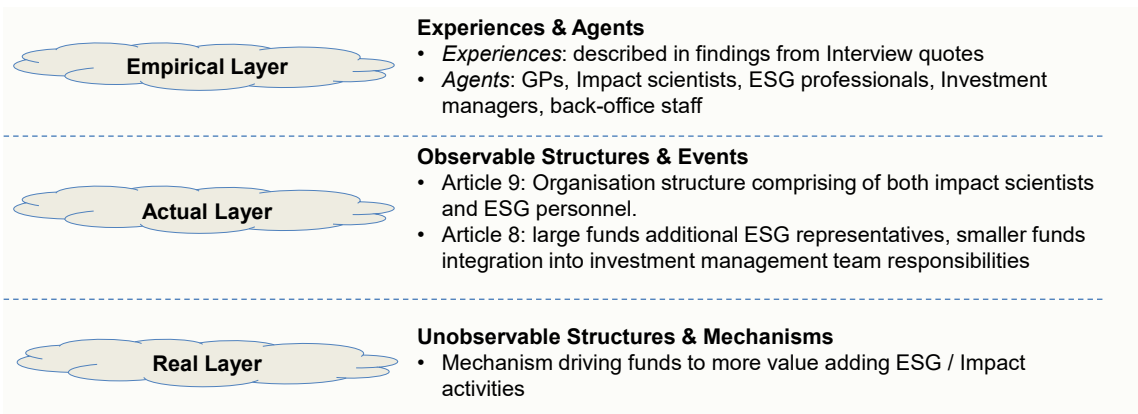 Empirical Layer
Experiences & Agents
• Experiences: described in findings from Interview quotes
• Agents: GPs, Impact scientists, ESG professionals, Investment
managers, back-office staff
Actual Layer
Observable Structures & Events
• Article 9: Organisation structure comprising of both impact scientists
and ESG personnel.
• Article 8: large funds additional ESG representatives, smaller funds
integration into investment management team responsibilities
Real Layer
Unobservable Structures & Mechanisms
• Mechanism driving funds to more value adding ESG / Impact
activities